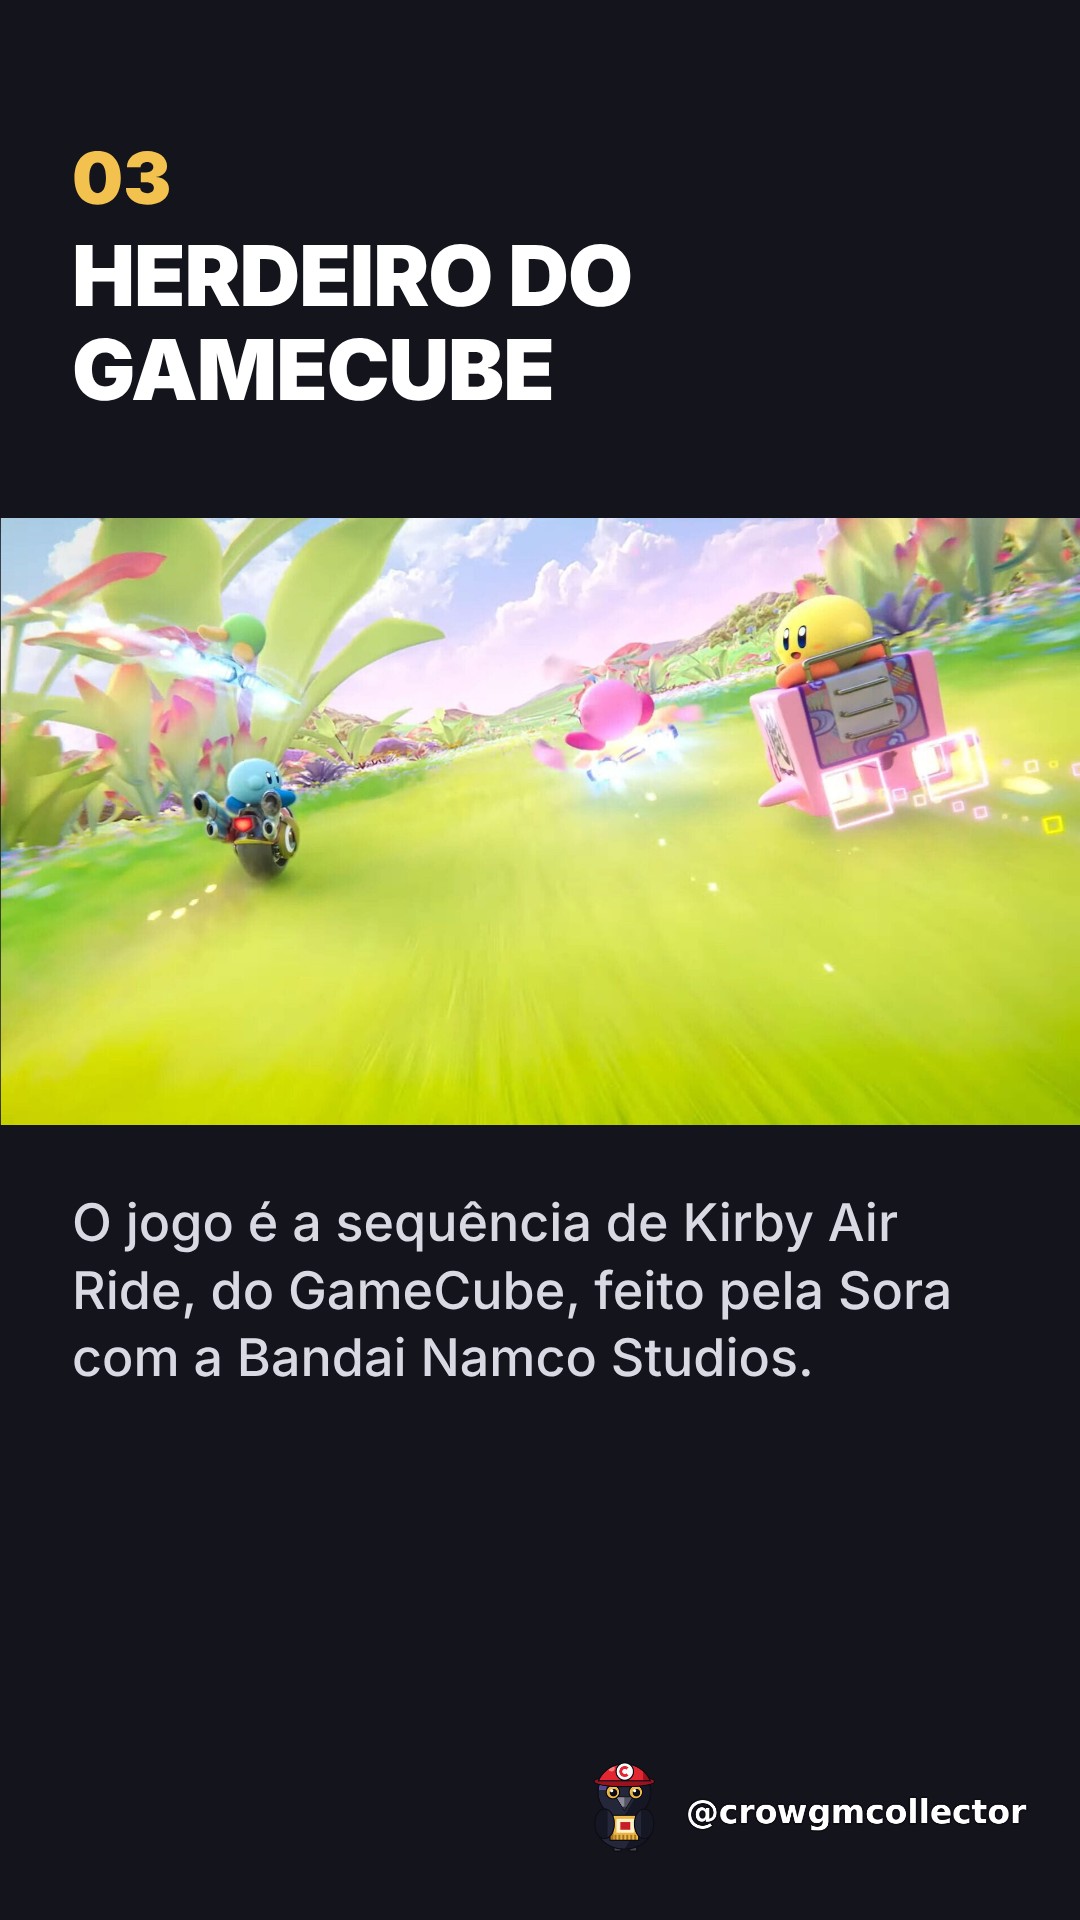 03
HERDEIRO DO
GAMECUBE
O jogo é a sequência de Kirby Air
Ride, do GameCube, feito pela Sora
com a Bandai Namco Studios.
C
@crowgmcollector